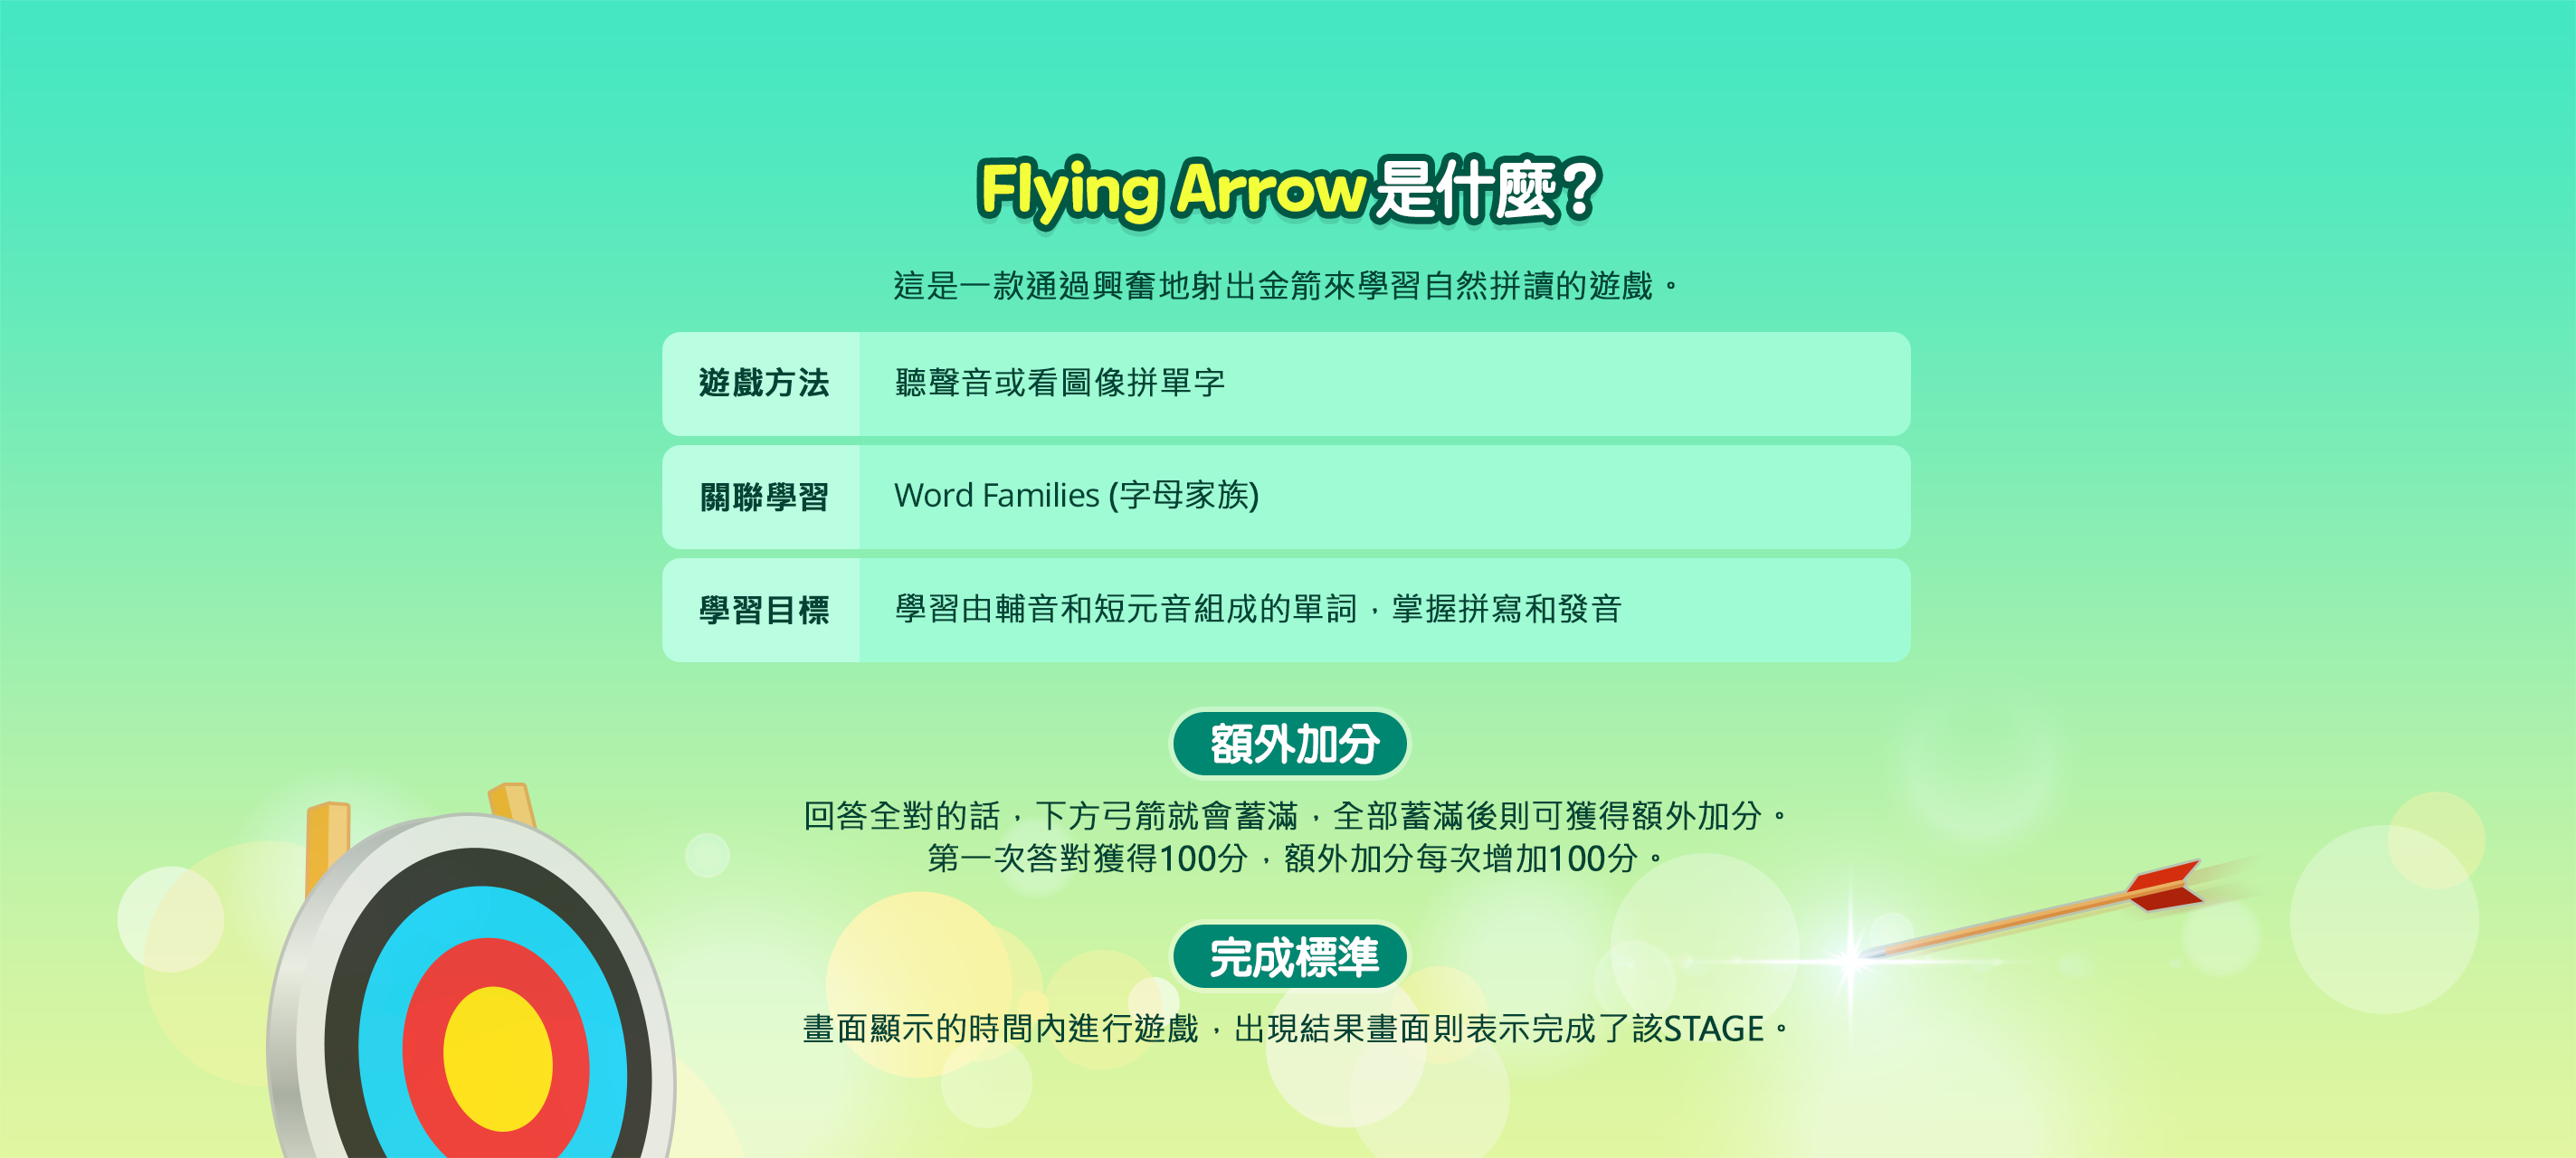 Flying Arrow是什麼?
這是一款通過興奮地射出金箭來學習自然拼讀的遊戲。
遊戲方法 聽聲音或看圖像拼單字
關聯學習 Word Families (字母家族)
學習目標 學習由輔音和短元音組成的單詞，掌握拼寫和發音
額外加分
回答全對的話，下方弓箭就會蓄滿，全部蓄滿後則可獲得額外加分。
第一次答對獲得100分，額外加分每次增加100分。
完成標準
畫面顯示的時間內進行遊戲，出現結果畫面則表示完成了該STAGE。